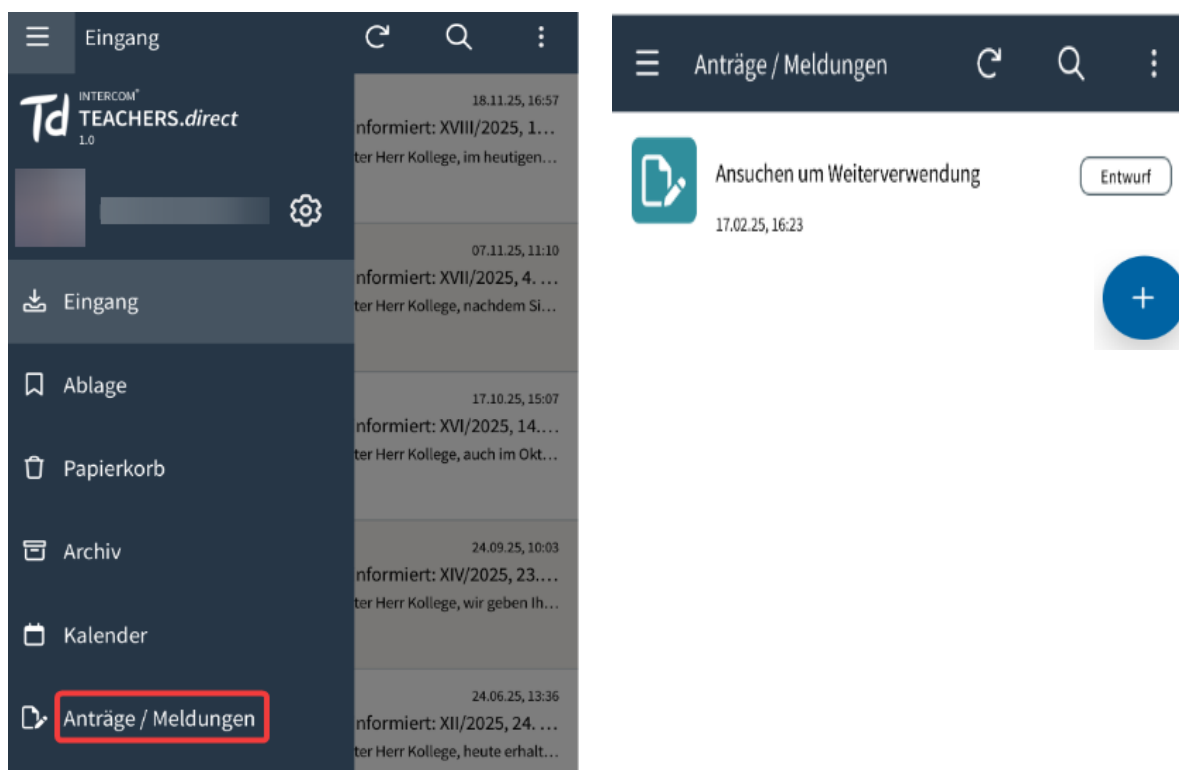 Eingang
INTERCOM®
TEACHERS.direct
1.0
Eingang
Ablage
Papierkorb
Archiv
Kalender
Anträge / Meldungen
18.11.25, 16:57
nformiert: XVIII/2025, 1...
ter Herr Kollege, im heutigen...
07.11.25, 11:10
nformiert: XVII/2025, 4. ...
ter Herr Kollege, nachdem Si...
17.10.25, 15:07
nformiert: XVI/2025, 14....
ter Herr Kollege, auch im Okt...
24.09.25, 10:03
nformiert: XIV/2025, 23....
ter Herr Kollege, wir geben Ih...
24.06.25, 13:36
nformiert: XII/2025, 24. ...
ter Herr Kollege, heute erhalt...
Anträge / Meldungen
Ansuchen um Weiterverwendung
Entwurf
17.02.25, 16:23